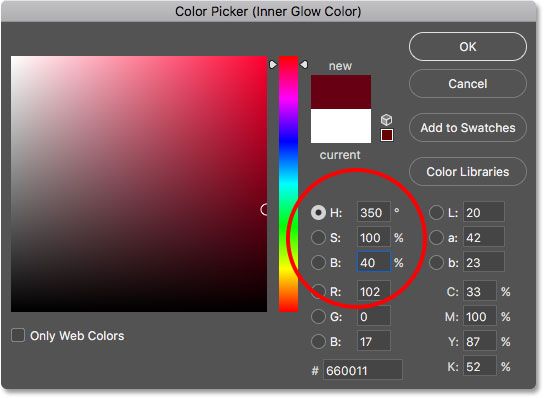 Color Picker (Inner Glow Color)
new
current
OK
Cancel
Add to Swatches
Color Libraries
H: 350 °
S: 100 %
B: 40 %
R: 102
G: 0
B: 17
# 660011
L: 20
a: 42
b: 23
C: 33 %
M: 100 %
Y: 87 %
K: 52 %
Only Web Colors